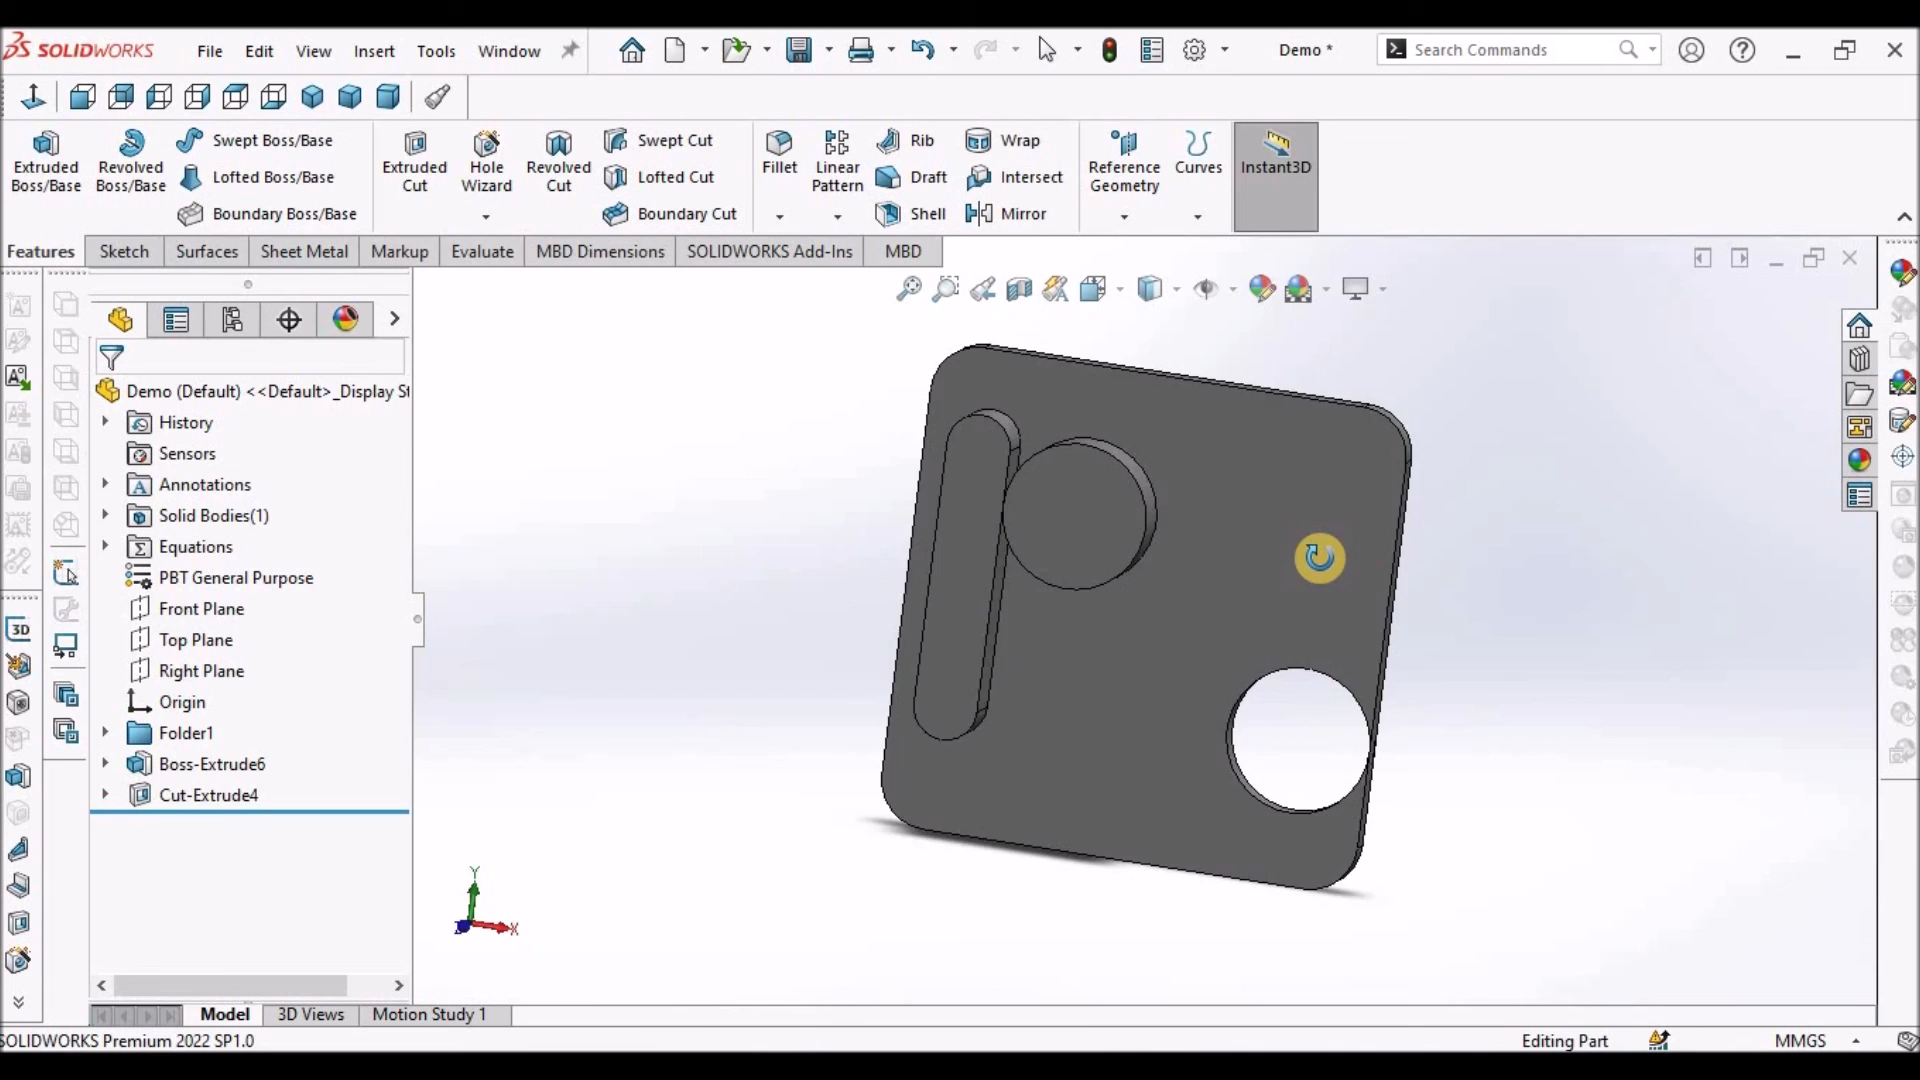 SOLIDWORKS File Edit View Insert Tools Window Demo * Search Commands
Extruded Boss/Base
Revolved Boss/Base
Swept Boss/Base
Lofted Boss/Base
Boundary Boss/Base
Extruded Cut
Hole Wizard
Revolved Cut
Swept Cut
Lofted Cut
Boundary Cut
Fillet
Linear Pattern
Rib
Draft
Shell
Wrap
Intersect
Mirror
Reference Geometry
Curves
Instant3D
Features Sketch Surfaces Sheet Metal Markup Evaluate MBD Dimensions SOLIDWORKS Add-Ins MBD
Demo (Default) <<Default>_Display St
History
Sensors
Annotations
Solid Bodies(1)
Equations
PBT General Purpose
Front Plane
Top Plane
Right Plane
Origin
Folder1
Boss-Extrude6
Cut-Extrude4
3D
Y
Z
X
Model 3D Views Motion Study 1
SOLIDWORKS Premium 2022 SP1.0 Editing Part MMGS